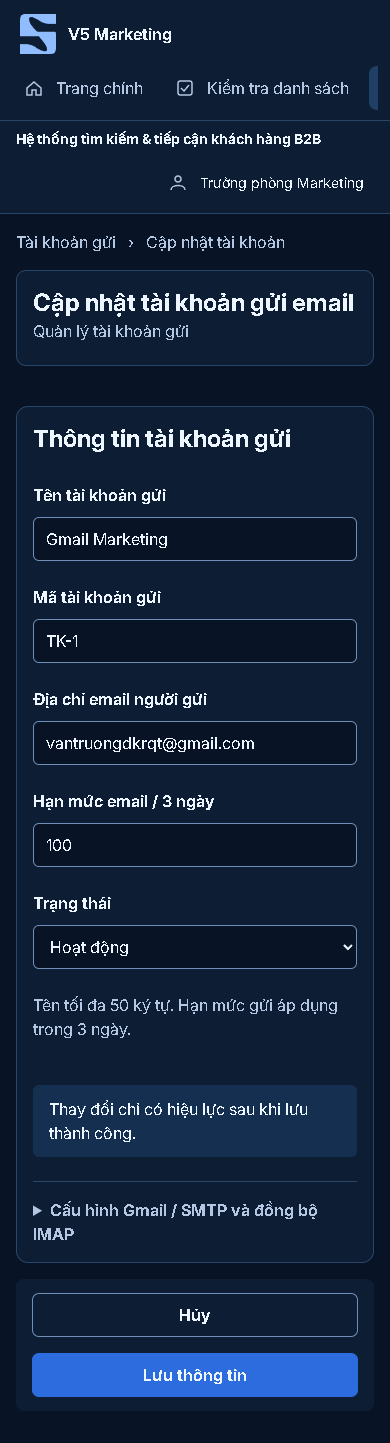 V5 Marketing
Trang chính
Kiểm tra danh sách
Hệ thống tìm kiếm & tiếp cận khách hàng B2B
Trưởng phòng Marketing
Tài khoản gửi › Cập nhật tài khoản
Cập nhật tài khoản gửi email
Quản lý tài khoản gửi
Thông tin tài khoản gửi
Tên tài khoản gửi
Gmail Marketing
Mã tài khoản gửi
TK-1
Địa chỉ email người gửi
vantruongdkrqt@gmail.com
Hạn mức email / 3 ngày
100
Trạng thái
Hoạt động
Tên tối đa 50 ký tự. Hạn mức gửi áp dụng
trong 3 ngày.
Thay đổi chỉ có hiệu lực sau khi lưu
thành công.
Cấu hình Gmail / SMTP và đồng bộ
IMAP
Hủy
Lưu thông tin